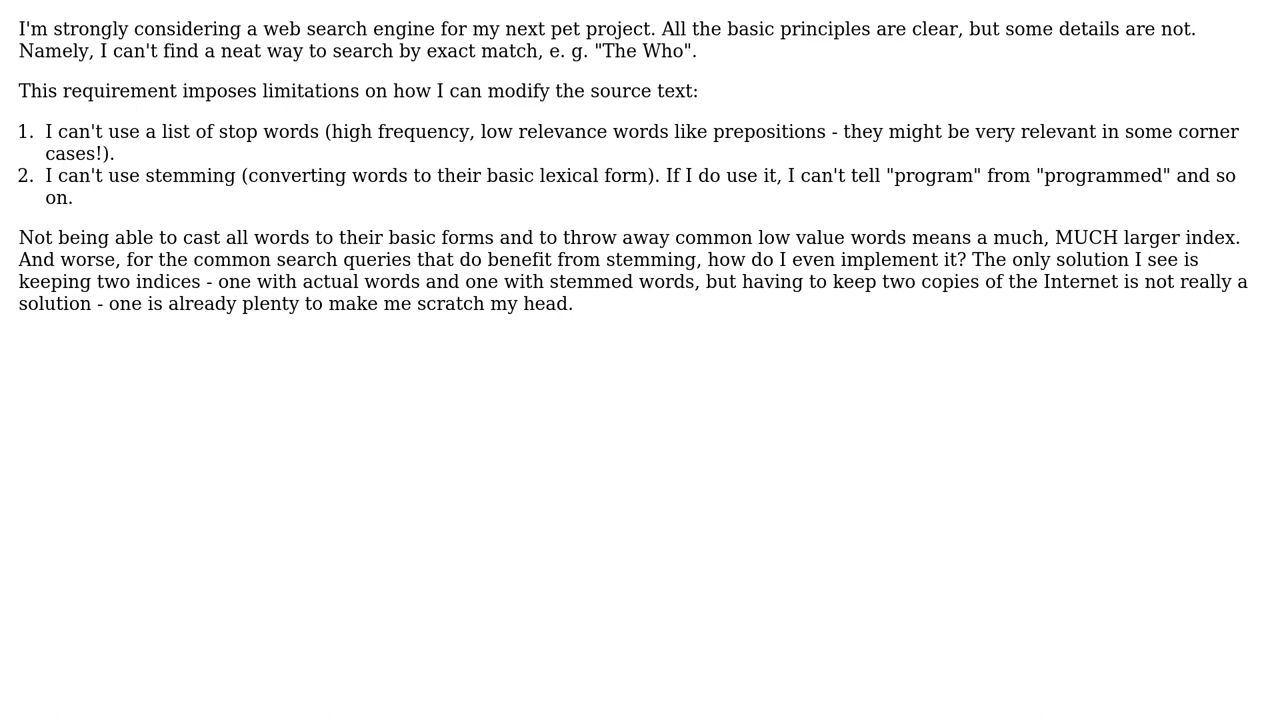 I'm strongly considering a web search engine for my next pet project. All the basic principles are clear, but some details are not.
Namely, I can't find a neat way to search by exact match, e. g. "The Who".
This requirement imposes limitations on how I can modify the source text:
1. I can't use a list of stop words (high frequency, low relevance words like prepositions - they might be very relevant in some corner
cases!).
2. I can't use stemming (converting words to their basic lexical form). If I do use it, I can't tell "program" from "programmed" and so
on.
Not being able to cast all words to their basic forms and to throw away common low value words means a much, MUCH larger index.
And worse, for the common search queries that do benefit from stemming, how do I even implement it? The only solution I see is
keeping two indices - one with actual words and one with stemmed words, but having to keep two copies of the Internet is not really a
solution - one is already plenty to make me scratch my head.